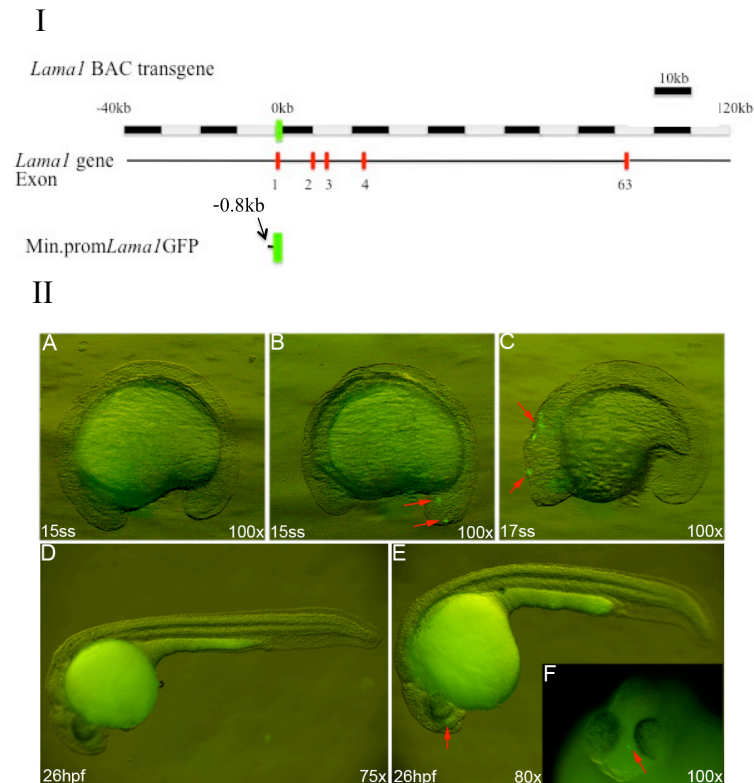 I
Lama1 BAC transgene
10kb
-40kb 0kb 120kb
Lama1 gene
Exon
1 2 3 4 63
-0.8kb
Min.promLama1GFP
II
A B C
15ss 100x 15ss 100x 17ss 100x
D E
F
26hpf 75x 26hpf 80x 100x